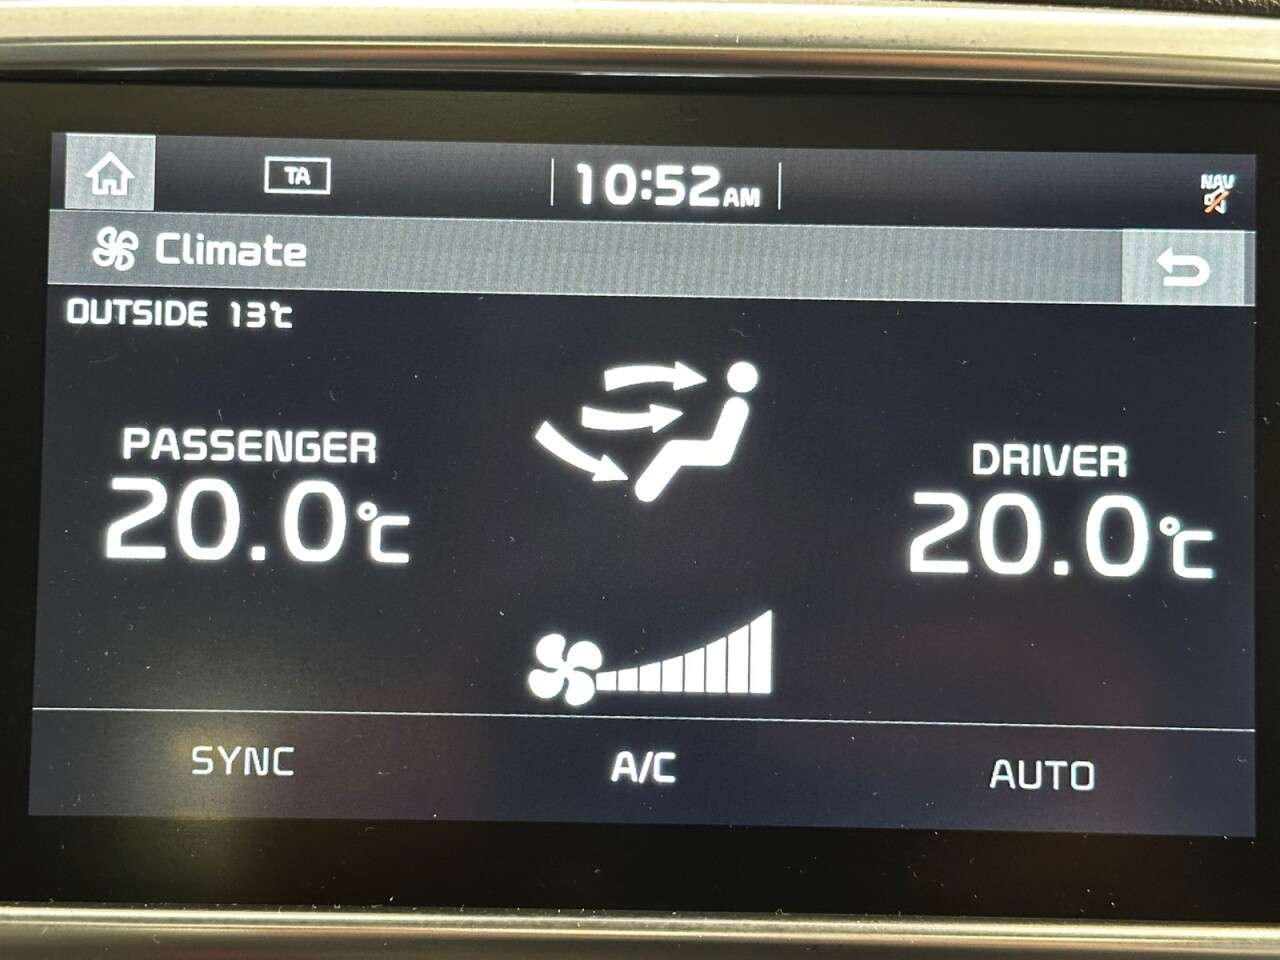 TA
10:52AM
NAV
Climate
OUTSIDE 13℃
PASSENGER
20.0℃
DRIVER
20.0℃
SYNC
A/C
AUTO